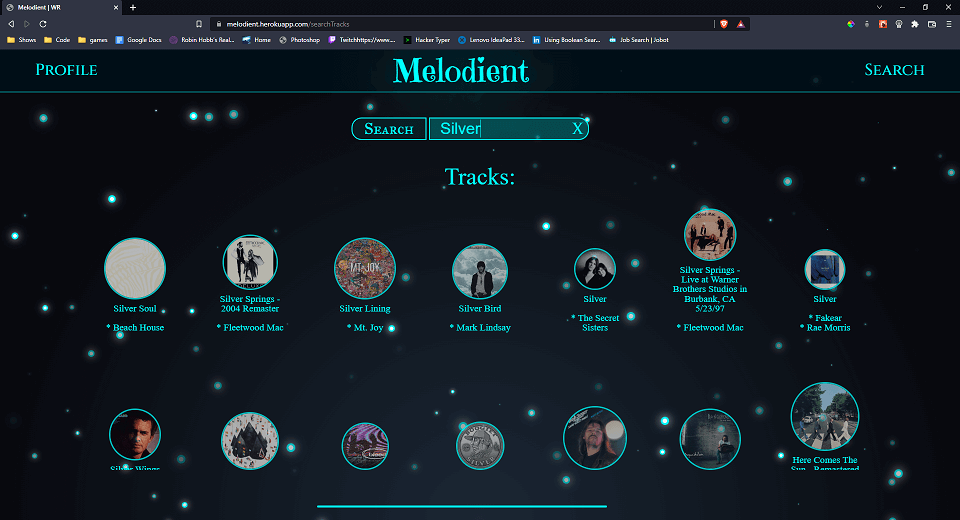 Melodient | WR
melodient.herokuapp.com/searchTracks
Shows Code games Google Docs Robin Hobb's Real... Home Photoshop Twitchhttps://www.... Hacker Typer Lenovo IdeaPad 33... Using Boolean Sear... Job Search | Jobot
Profile
Melodient
Search
Search
Silver
X
Tracks:
Silver Soul
* Beach House
Silver Springs -
2004 Remaster
* Fleetwood Mac
MT. JOY
Silver Lining
* Mt. Joy
Silver Bird
* Mark Lindsay
Silver
* The Secret
Sisters
Silver Springs -
Live at Warner
Brothers Studios in
Burbank, CA
5/23/97
* Fleetwood Mac
Silver
* Fakear
* Rae Morris
Silver Wings
SILVER
Here Comes The
Sun - Remastered